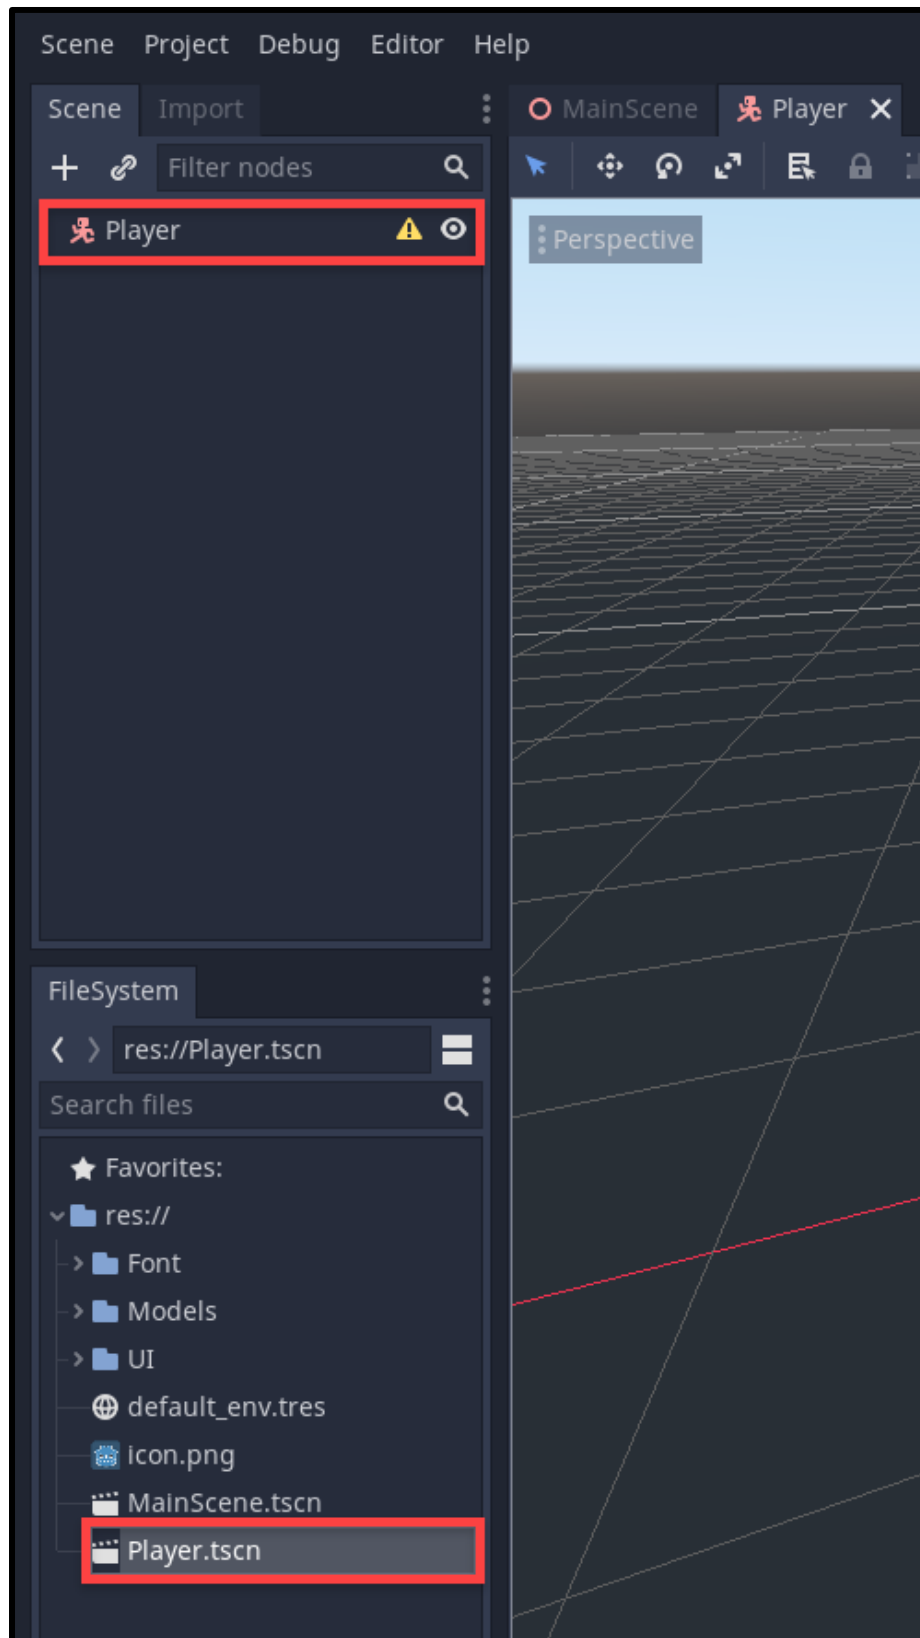 Scene Project Debug Editor Help
Scene Import
MainScene Player
Filter nodes
Player
Perspective
FileSystem
res://Player.tscn
Search files
Favorites:
res://
Font
Models
UI
default_env.tres
icon.png
MainScene.tscn
Player.tscn